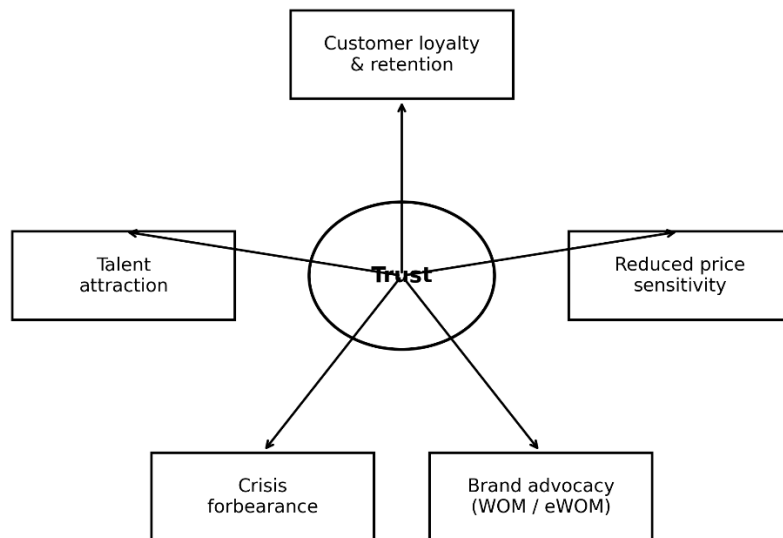 Customer loyalty
& retention
Talent
attraction
Trust
Reduced price
sensitivity
Crisis
forbearance
Brand advocacy
(WOM / eWOM)